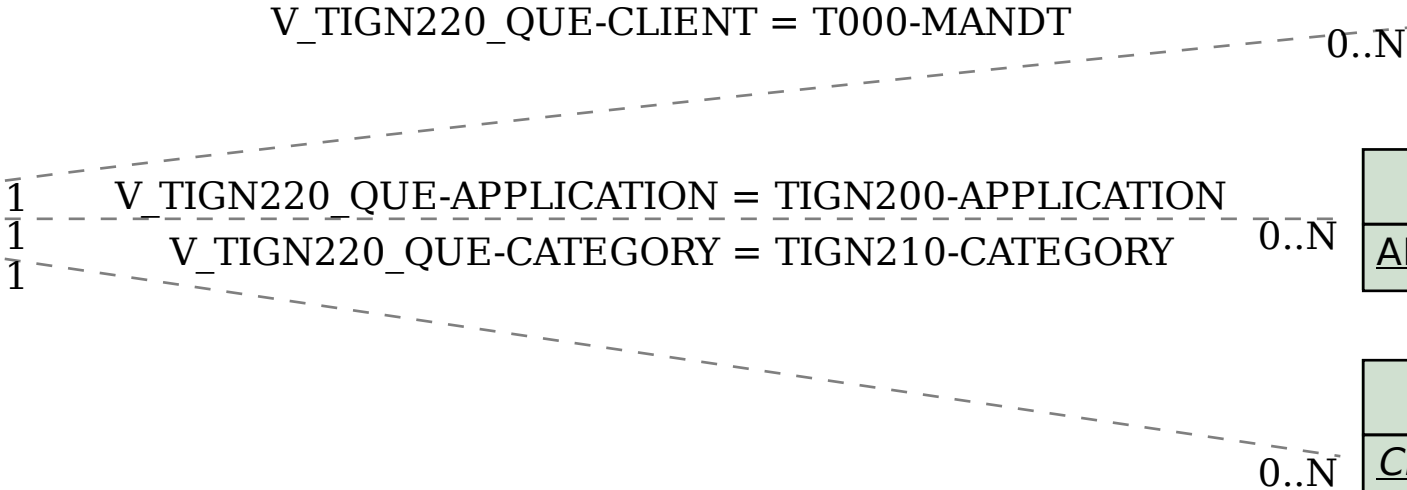 V_TIGN220_QUE-CLIENT = T000-MANDT
0..N
1
V_TIGN220_QUE-APPLICATION = TIGN200-APPLICATION
1
0..N
V_TIGN220_QUE-CATEGORY = TIGN210-CATEGORY
1
0..N